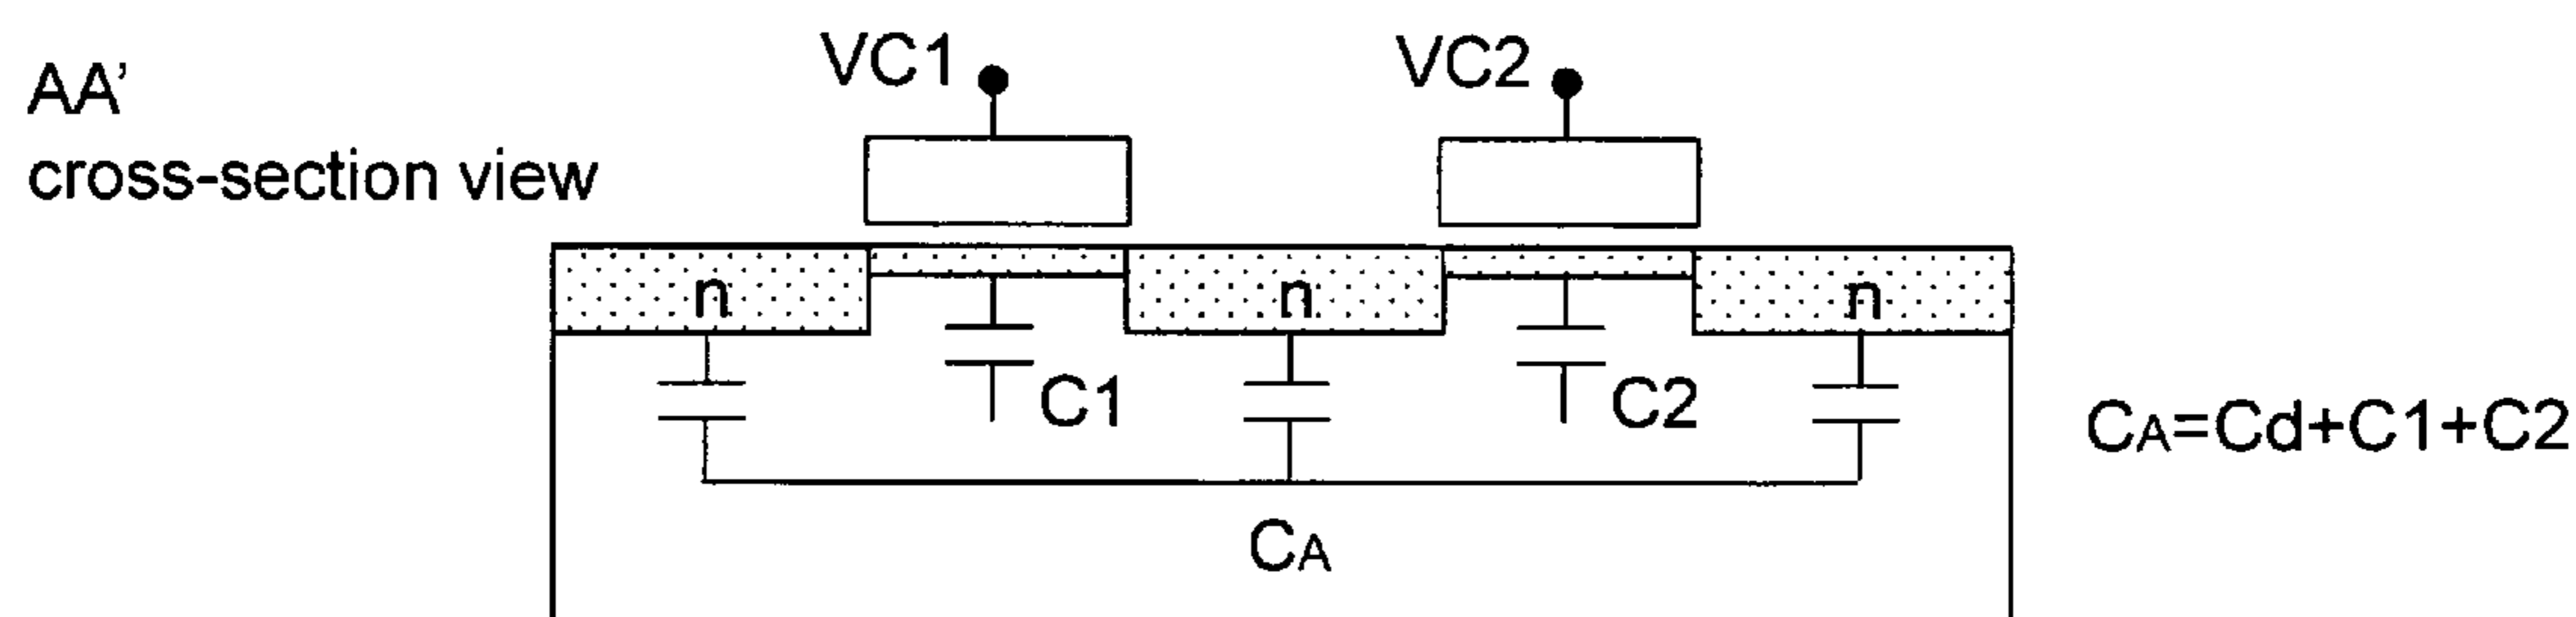 AA'
cross-section view
VC1
VC2
n
n
n
C1
C2
CA=Cd+C1+C2
CA